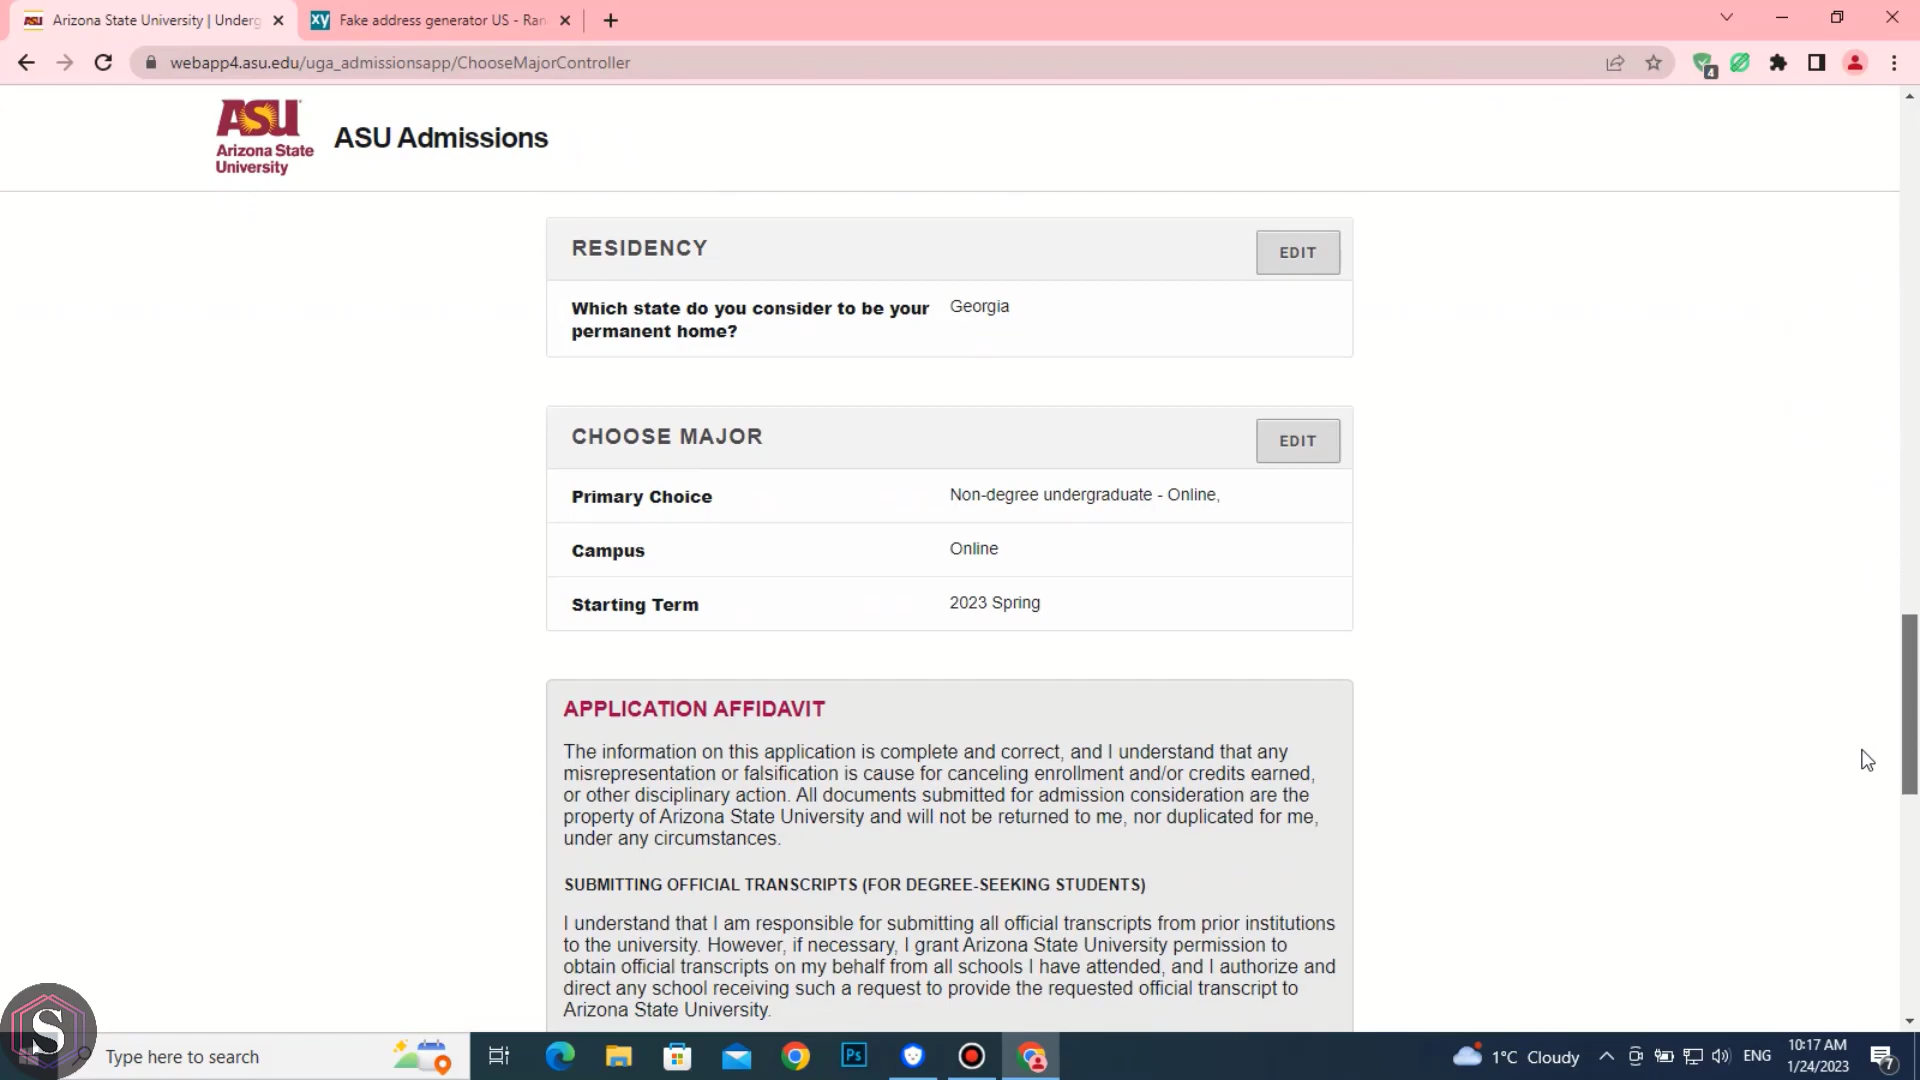 Arizona State University | Underg
Fake address generator US - Ran
webapp4.asu.edu/uga_admissionsapp/ChooseMajorController
4
ASU
Arizona State
University
ASU Admissions
RESIDENCY
EDIT
Which state do you consider to be your
permanent home?
Georgia
CHOOSE MAJOR
EDIT
Primary Choice
Non-degree undergraduate - Online,
Campus
Online
Starting Term
2023 Spring
APPLICATION AFFIDAVIT
The information on this application is complete and correct, and I understand that any
misrepresentation or falsification is cause for canceling enrollment and/or credits earned,
or other disciplinary action. All documents submitted for admission consideration are the
property of Arizona State University and will not be returned to me, nor duplicated for me,
under any circumstances.
SUBMITTING OFFICIAL TRANSCRIPTS (FOR DEGREE-SEEKING STUDENTS)
I understand that I am responsible for submitting all official transcripts from prior institutions
to the university. However, if necessary, I grant Arizona State University permission to
obtain official transcripts on my behalf from all schools I have attended, and I authorize and
direct any school receiving such a request to provide the requested official transcript to
Arizona State University.
S
Type here to search
Ps
1°C Cloudy
ENG
10:17 AM
1/24/2023
7